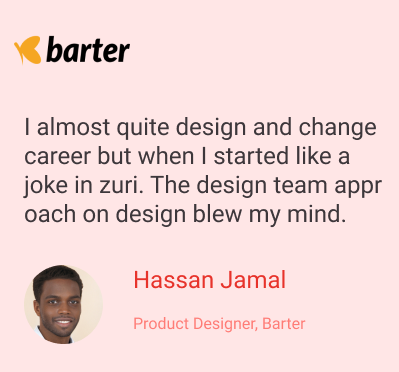 barter
I almost quite design and change
career but when I started like a
joke in zuri. The design team appr
oach on design blew my mind.
Hassan Jamal
Product Designer, Barter